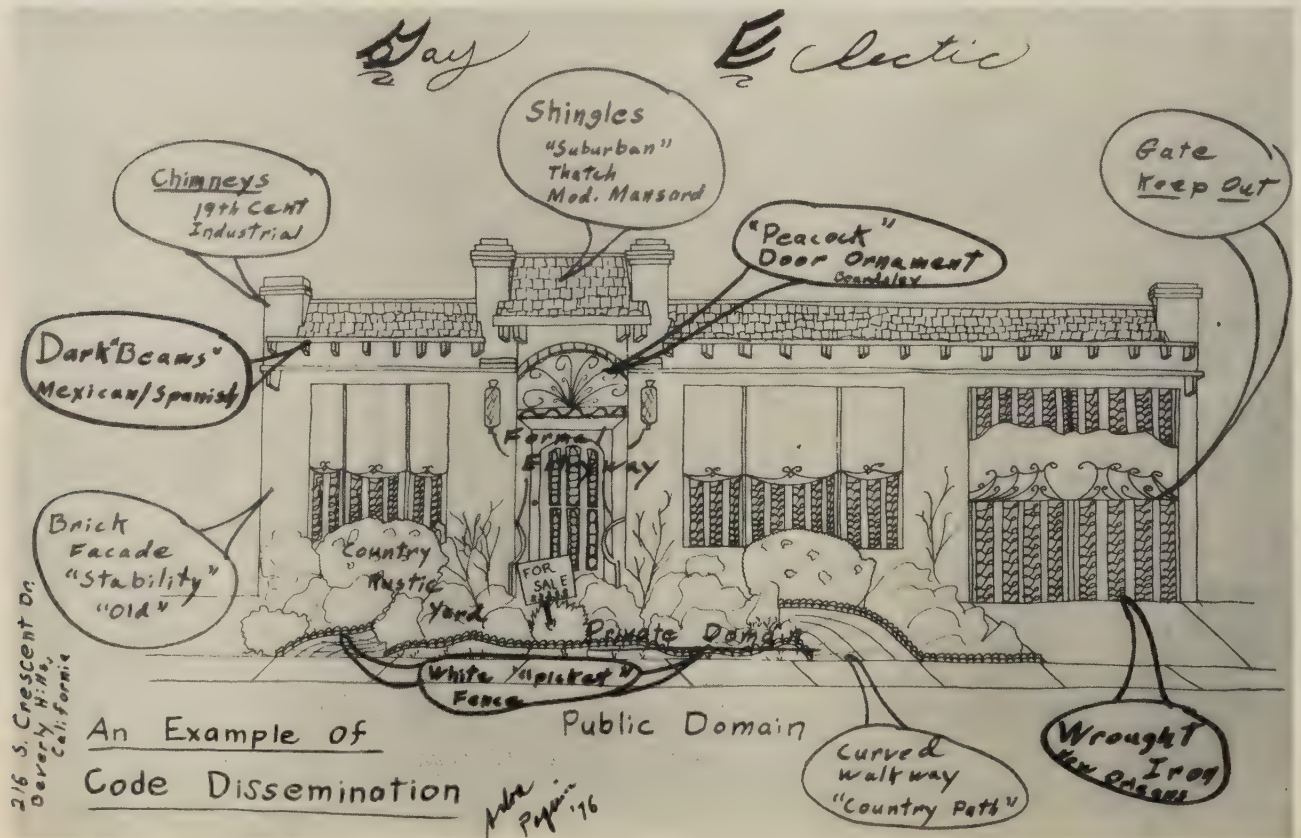 Gay Eclectic
Shingles
"Suburban"
Thatch
Mod. Mansard
Gate
Keep Out
Chimneys
19th Cent
Industrial
"Peacock"
Door Ornament
Beardsley
Dark "Beams"
Mexican/Spanish
Formal
Entryway
Brick
Facade
"Stability"
"Old"
Country
Rustic
Yard
FOR
SALE
Private Domain
White "picket"
Fence
Public Domain
Curved
Walkway
"Country Path"
Wrought
Iron
New Orleans
An Example of
Code Dissemination
'76
216 S. Crescent Dr.
Beverly Hills,
California